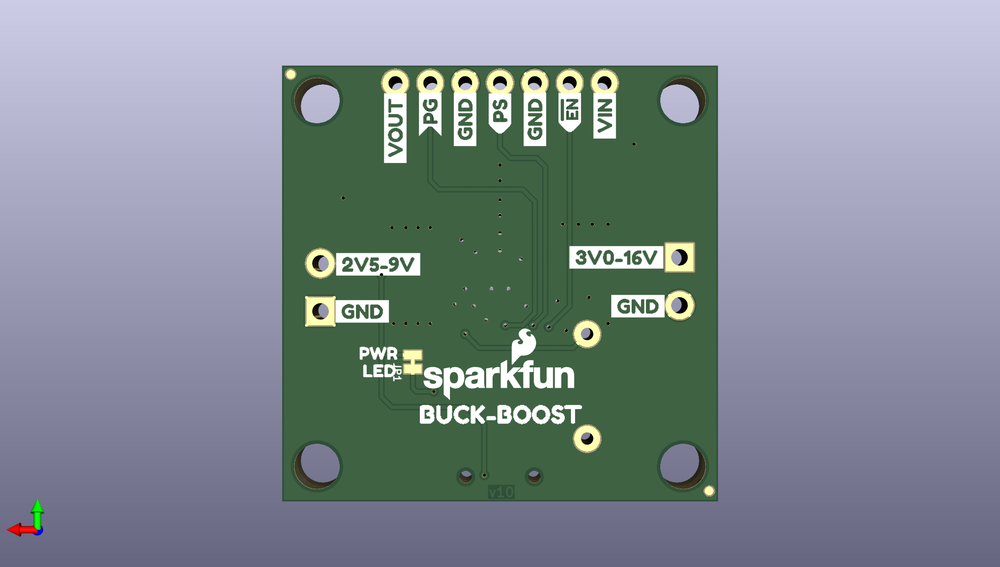 VOUT
PG
GND
PS
GND
EN
VIN
2V5-9V
3V0-16V
GND
GND
PWR
LED
JP1
sparkfun
BUCK-BOOST
v10